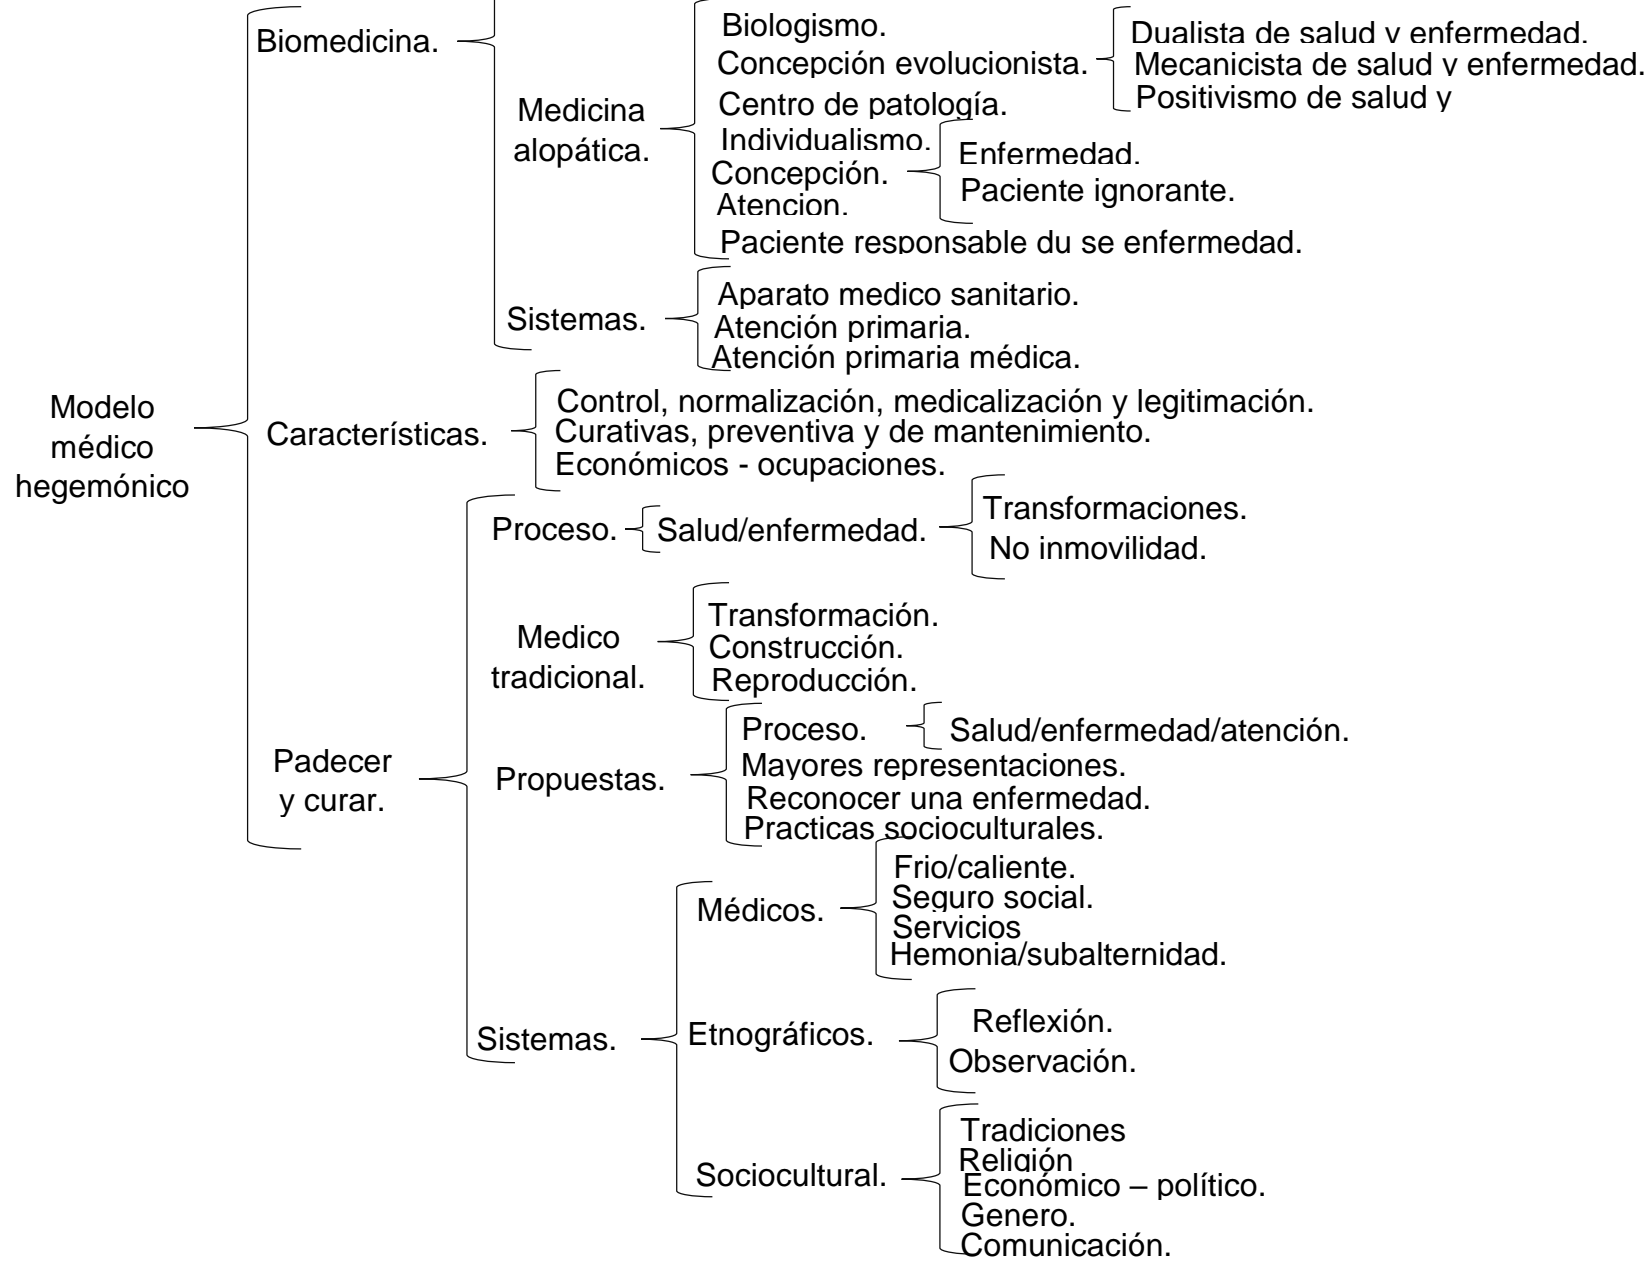 Modelo
médico
hegemónico
Biomedicina.
Medicina
alopática.
Biologismo.
Concepción evolucionista.
Dualista de salud y enfermedad.
Mecanicista de salud y enfermedad.
Positivismo de salud y
Centro de patología.
Individualismo.
Concepción.
Enfermedad.
Paciente ignorante.
Atencion.
Paciente responsable du se enfermedad.
Sistemas.
Aparato medico sanitario.
Atención primaria.
Atención primaria médica.
Características.
Control, normalización, medicalización y legitimación.
Curativas, preventiva y de mantenimiento.
Económicos - ocupaciones.
Padecer
y curar.
Proceso.
Salud/enfermedad.
Transformaciones.
No inmovilidad.
Medico
tradicional.
Transformación.
Construcción.
Reproducción.
Propuestas.
Proceso.
Salud/enfermedad/atención.
Mayores representaciones.
Reconocer una enfermedad.
Practicas socioculturales.
Sistemas.
Médicos.
Frio/caliente.
Seguro social.
Servicios
Hemonia/subalternidad.
Etnográficos.
Reflexión.
Observación.
Sociocultural.
Tradiciones
Religión
Económico – político.
Genero.
Comunicación.